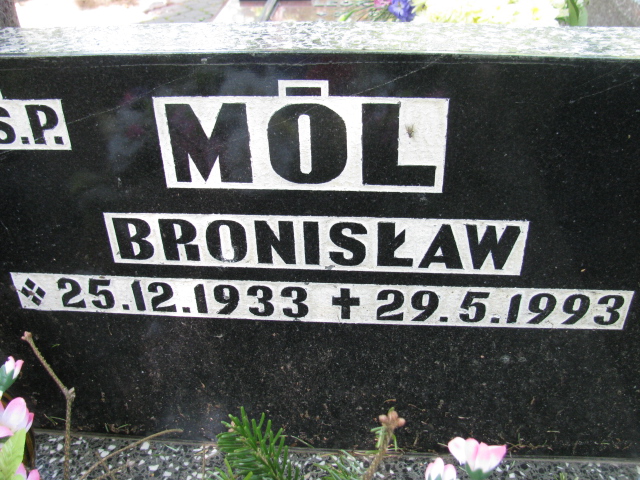 Ś.P.
MÓL
BRONISŁAW
25.12.1933 ✝ 29.5.1993